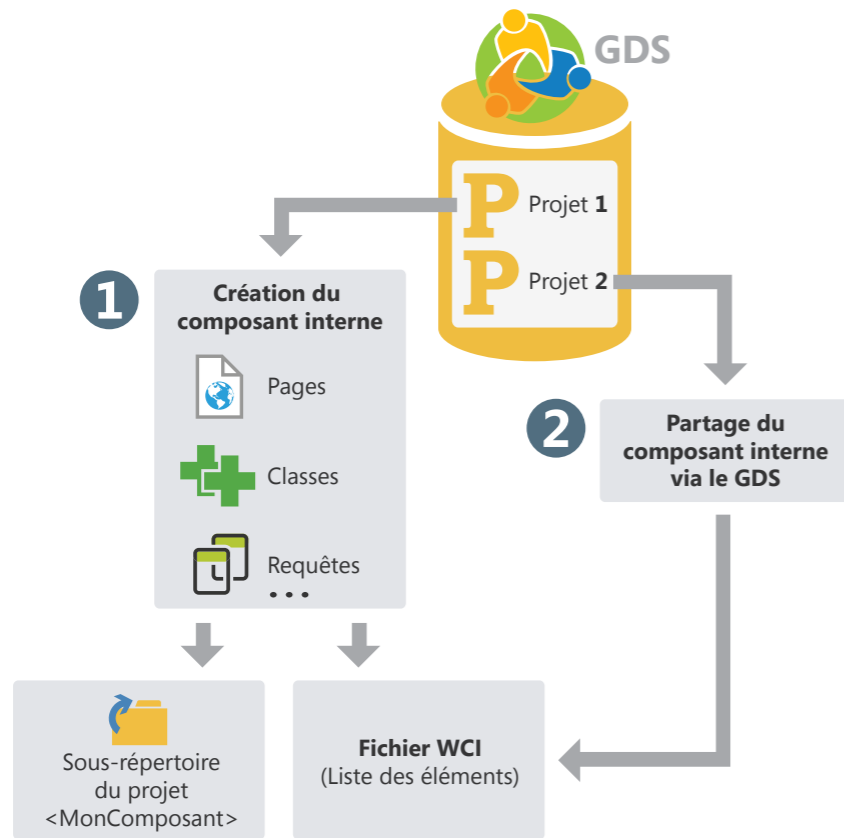 GDS
P Projet 1
P Projet 2
1
Création du
composant interne
Pages
Classes
Requêtes
...
2
Partage du
composant interne
via le GDS
Sous-répertoire
du projet
<MonComposant>
Fichier WCI
(Liste des éléments)